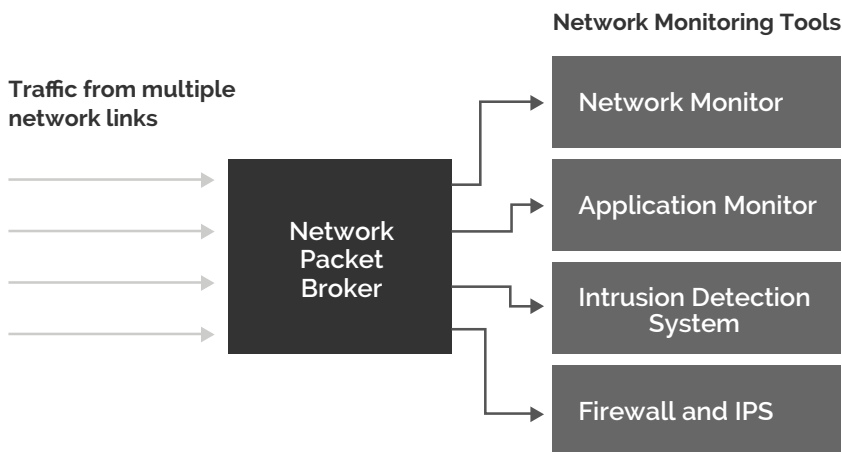 Network Monitoring Tools
Traffic from multiple
network links
Network
Packet
Broker
Network Monitor
Application Monitor
Intrusion Detection
System
Firewall and IPS